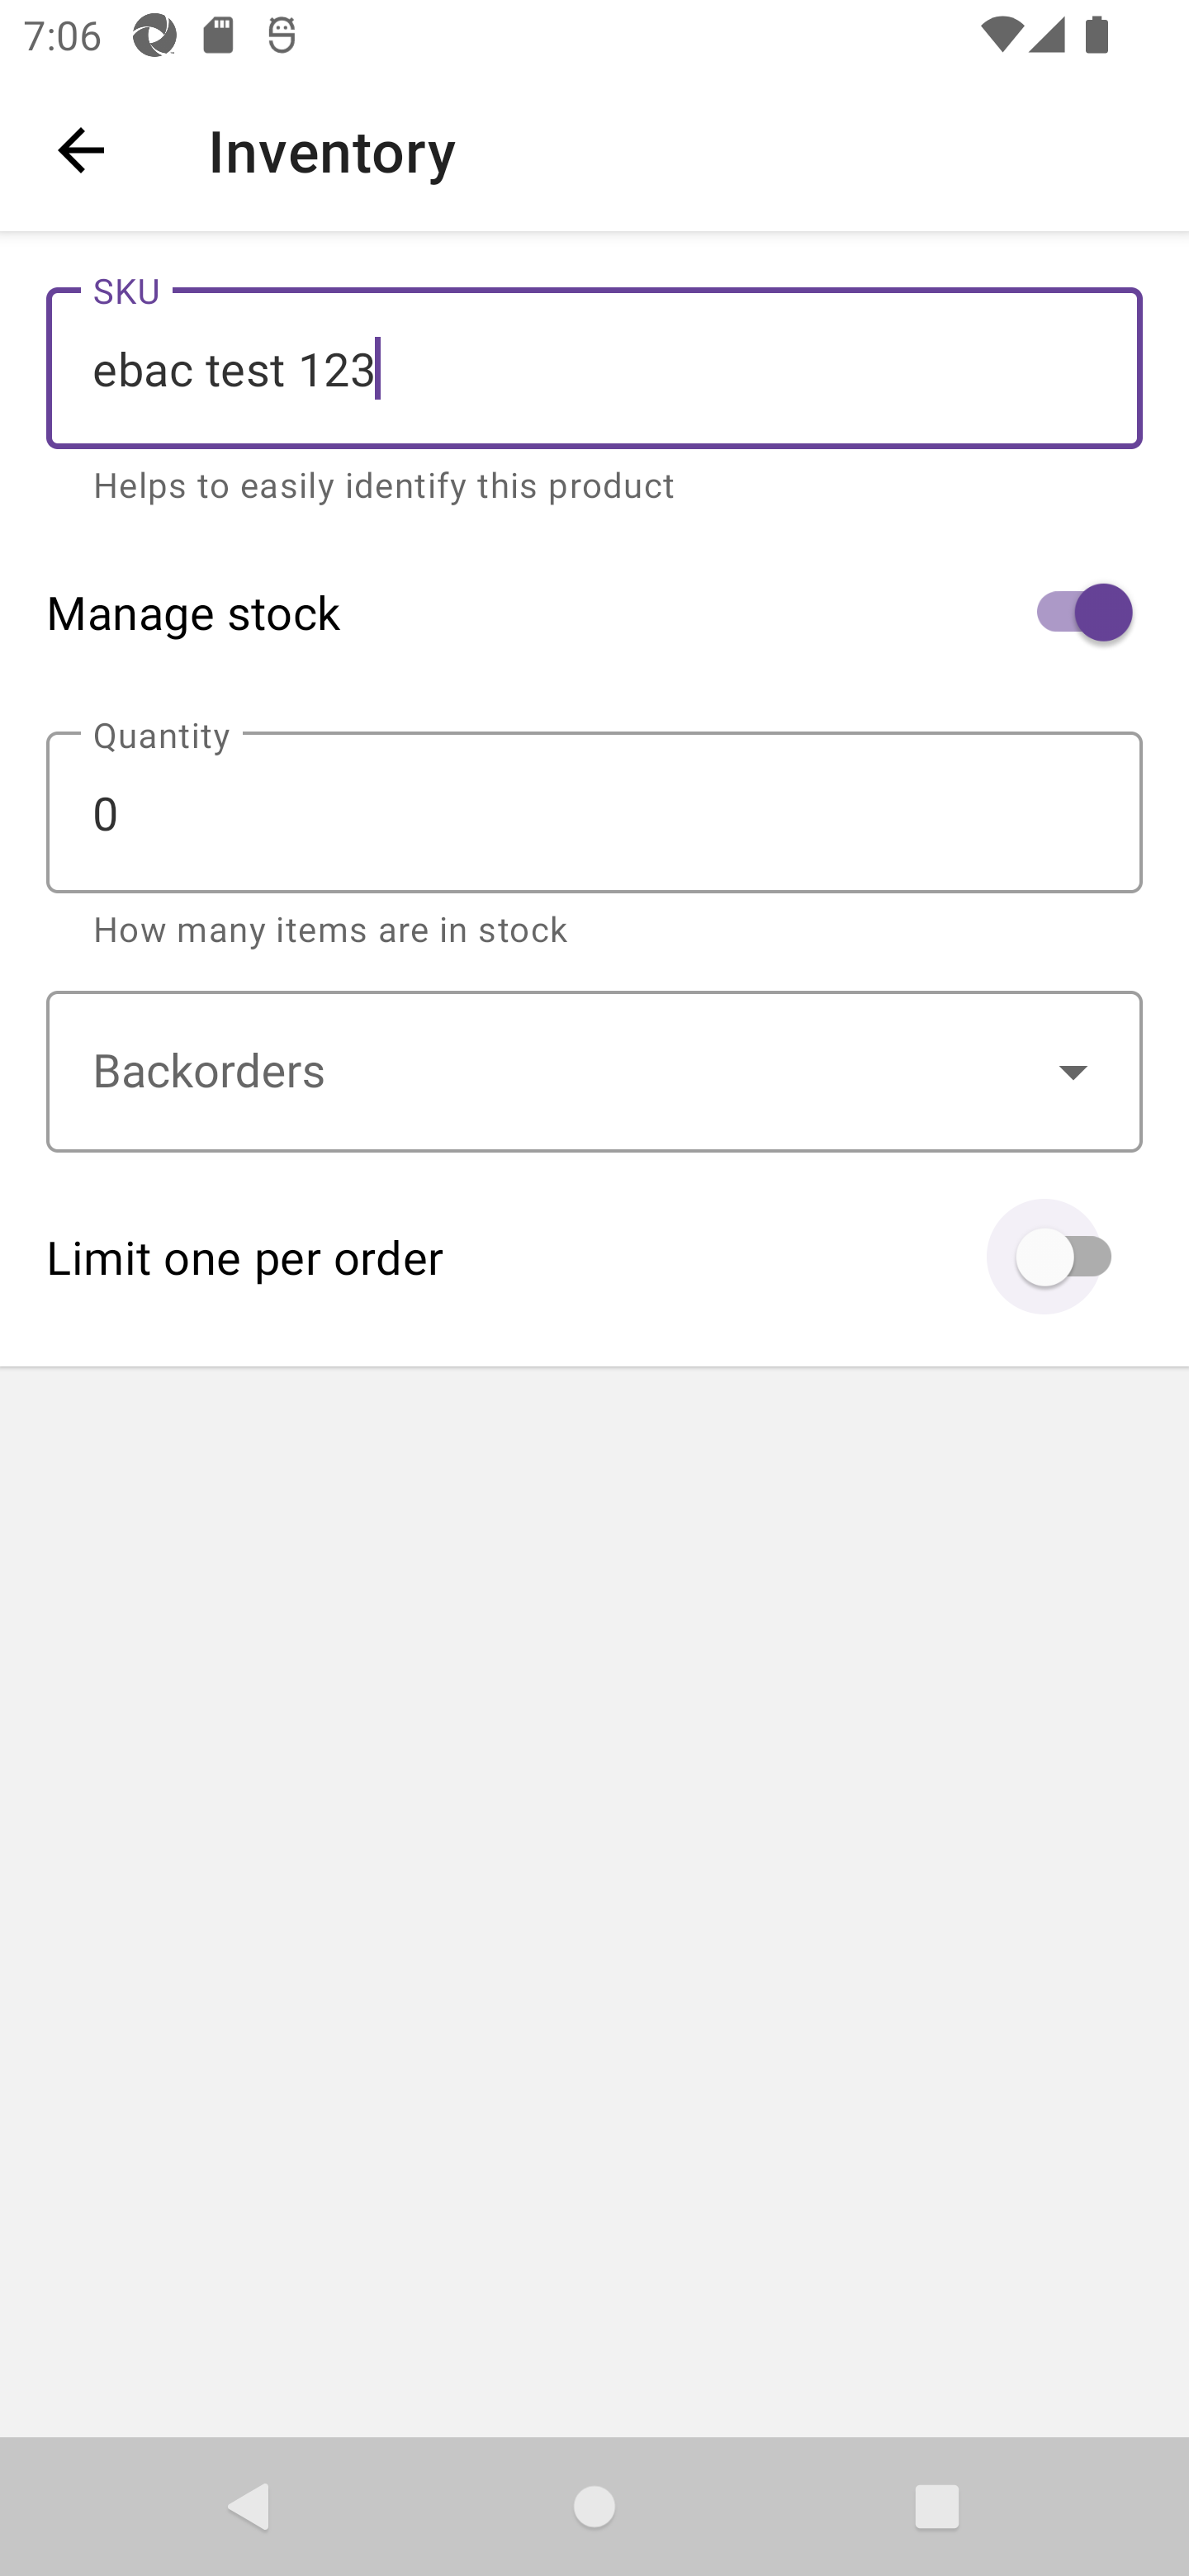 7:06
Inventory
SKU
ebac test 123
Helps to easily identify this product
Manage stock
Quantity
0
How many items are in stock
Backorders
Limit one per order